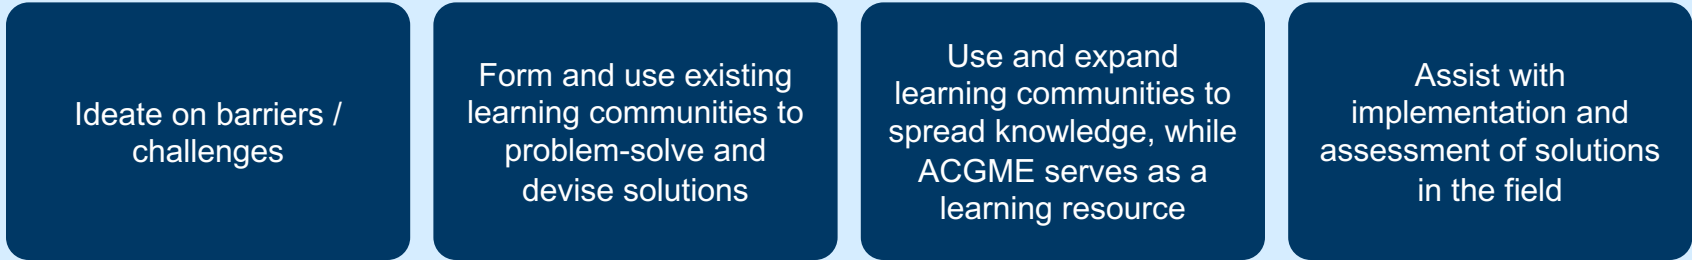 Ideate on barriers /
challenges
Form and use existing
learning communities to
problem-solve and
devise solutions
Use and expand
learning communities to
spread knowledge, while
ACGME serves as a
learning resource
Assist with
implementation and
assessment of solutions
in the field